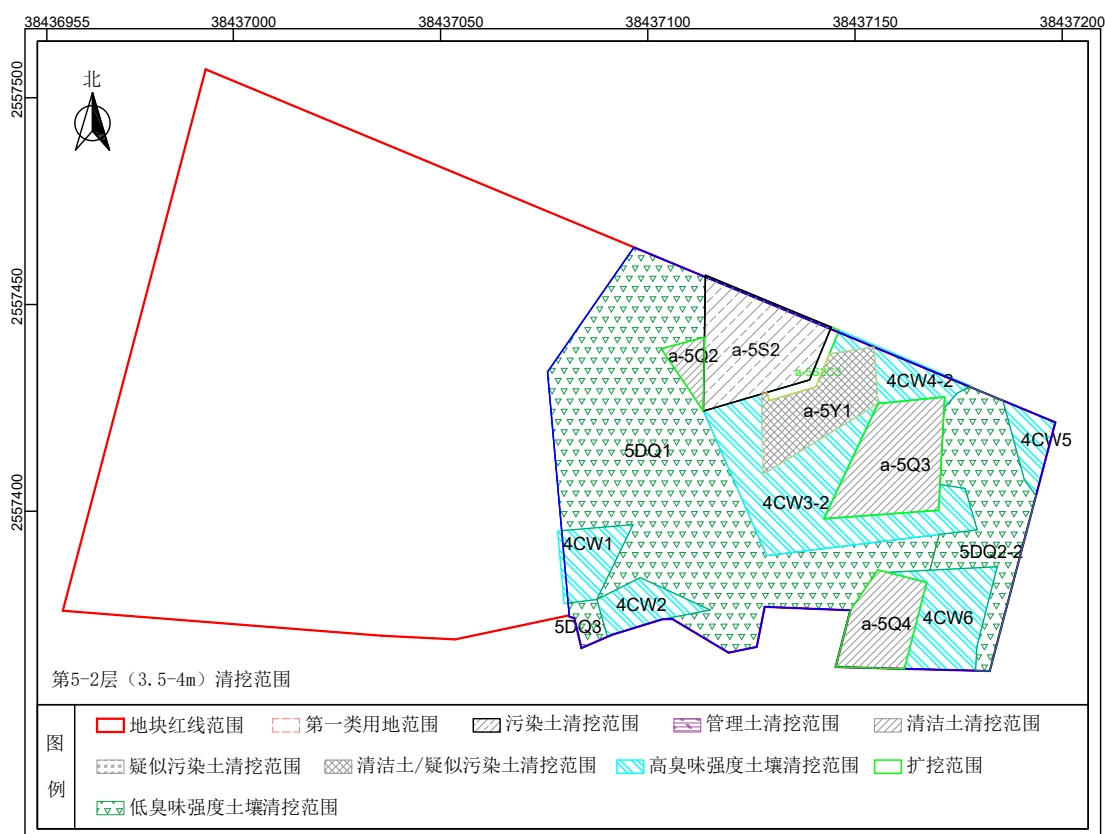 38436955 38437000 38437050 38437100 38437150 38437200
2557500
2557450
2557400
北
a-5Q2
a-5S2
4CW4-2
a-5Y1
4CW5
5DQ1
a-5Q3
4CW3-2
4CW1
5DQ2-2
4CW2
5DQ3
a-5Q4
4CW6
第5-2层（3.5-4m）清挖范围
图例
地块红线范围 第一类用地范围 污染土清挖范围 管理土清挖范围 清洁土清挖范围
疑似污染土清挖范围 清洁土/疑似污染土清挖范围 高臭味强度土壤清挖范围 扩挖范围
低臭味强度土壤清挖范围